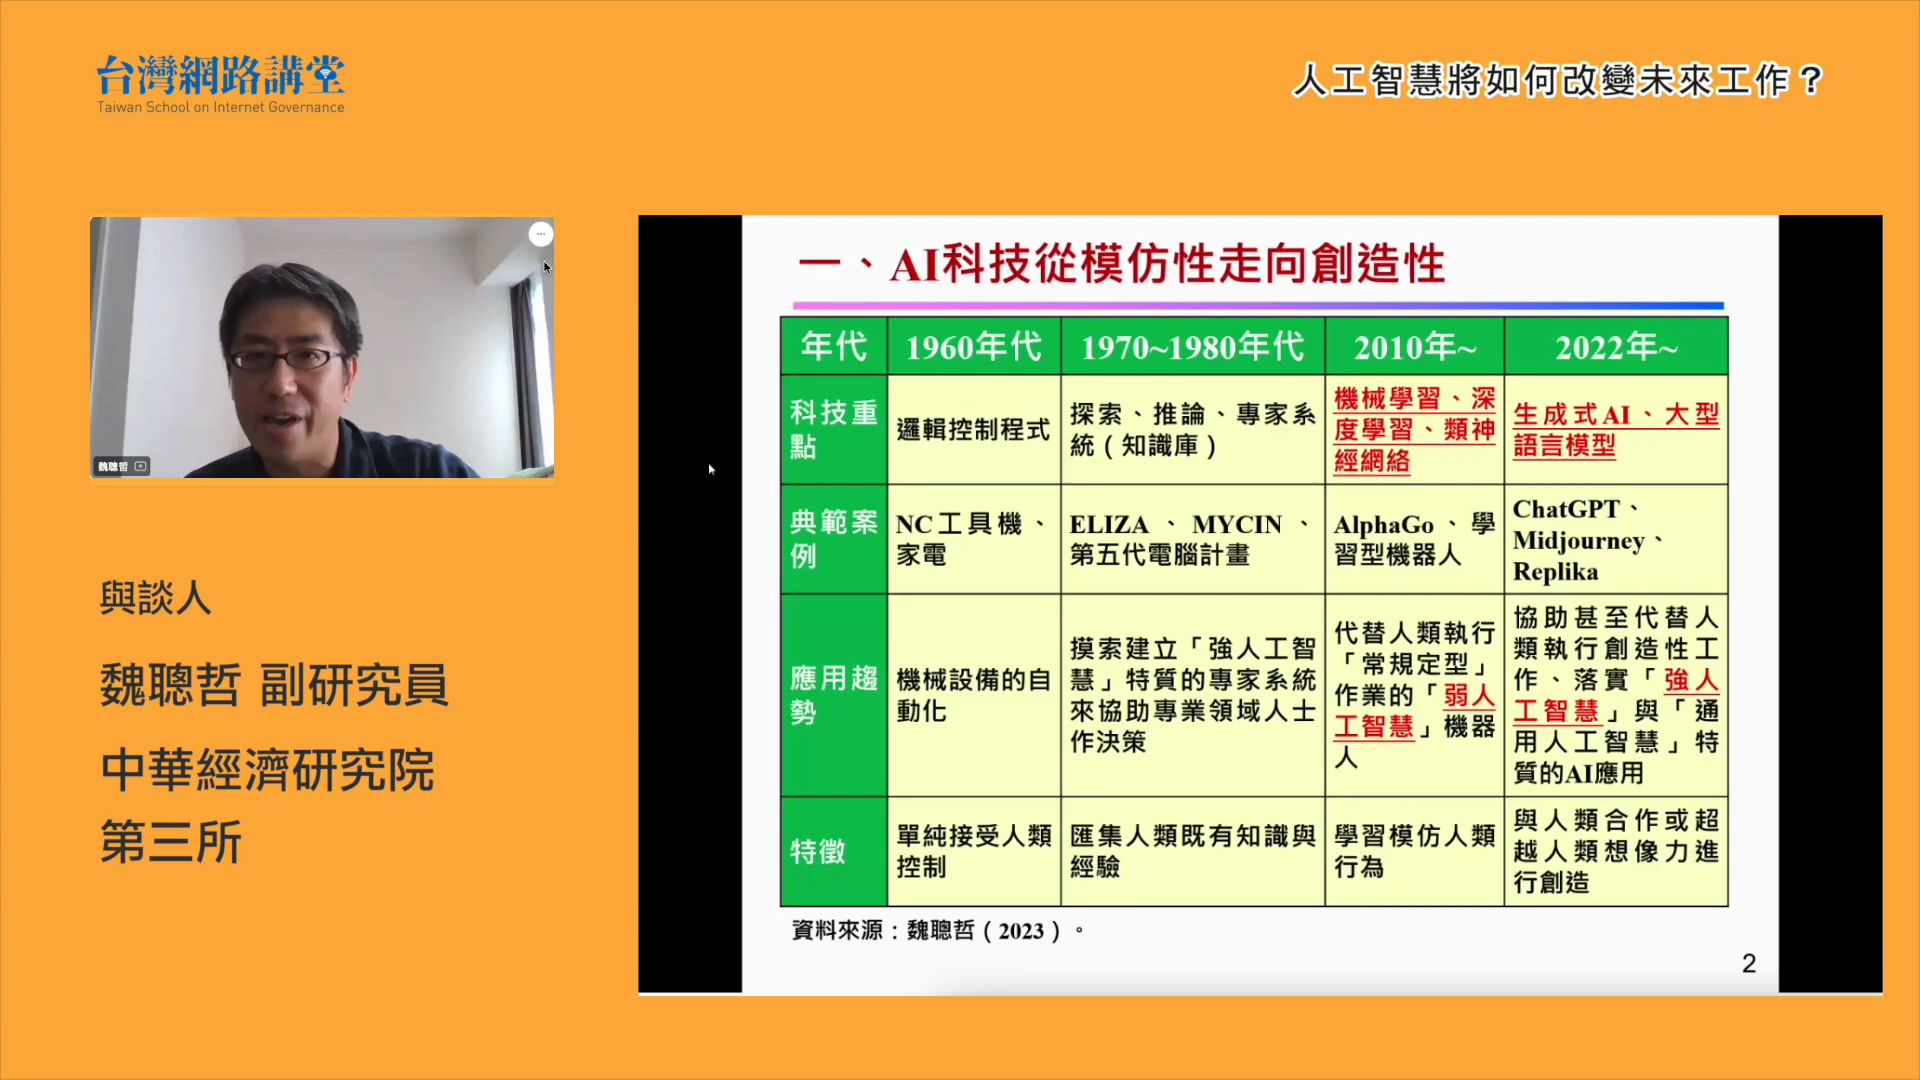 台灣網路講堂
Taiwan School on Internet Governance
人工智慧將如何改變未來工作？
魏聰哲
與談人
魏聰哲 副研究員
中華經濟研究院
第三所
一、AI科技從模仿性走向創造性
年代
1960年代
1970~1980年代
2010年~
2022年~
科技重
點
邏輯控制程式
探索、推論、專家系
統（知識庫）
機械學習、深
度學習、類神
經網絡
生成式AI、大型
語言模型
典範案
例
NC工具機、
家電
ELIZA、MYCIN、
第五代電腦計畫
AlphaGo、學
習型機器人
ChatGPT、
Midjourney、
Replika
應用趨
勢
機械設備的自
動化
摸索建立「強人工智
慧」特質的專家系統
來協助專業領域人士
作決策
代替人類執行
「常規定型」
作業的「弱人
工智慧」機器
人
協助甚至代替人
類執行創造性工
作、落實「強人
工智慧」與「通
用人工智慧」特
質的AI應用
特徵
單純接受人類
控制
匯集人類既有知識與
經驗
學習模仿人類
行為
與人類合作或超
越人類想像力進
行創造
資料來源：魏聰哲（2023）。
2